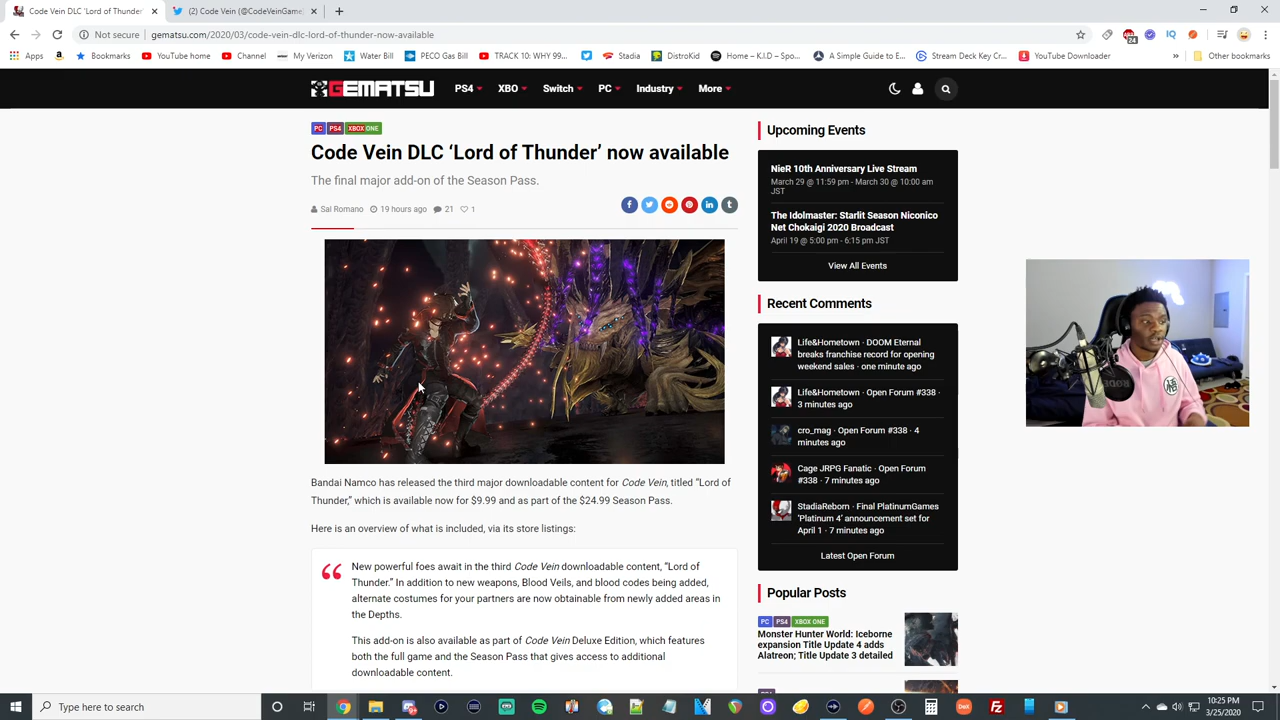 Code Vein DLC 'Lord of Thunder' n
(2) Code Vein (@CodeVeinGame
Not secure | gematsu.com/2020/03/code-vein-dlc-lord-of-thunder-now-available
Apps
Bookmarks
YouTube home
Channel
My Verizon
Water Bill
PECO Gas Bill
TRACK 10: WHY 99...
Stadia
DistroKid
Home – K.I.D – Spo...
A Simple Guide to E...
Stream Deck Key Cr...
YouTube Downloader
Other bookmarks
GEMATSU
PS4
XBO
Switch
PC
Industry
More
PC PS4 XBOX ONE
Code Vein DLC ‘Lord of Thunder’ now available
The final major add-on of the Season Pass.
Sal Romano 19 hours ago 21 1
Bandai Namco has released the third major downloadable content for Code Vein, titled “Lord of
Thunder,” which is available now for $9.99 and as part of the $24.99 Season Pass.
Here is an overview of what is included, via its store listings:
New powerful foes await in the third Code Vein downloadable content, “Lord of
Thunder.” In addition to new weapons, Blood Veils, and blood codes being added,
alternate costumes for your partners are now obtainable from newly added areas in
the Depths.
This add-on is also available as part of Code Vein Deluxe Edition, which features
both the full game and the Season Pass that gives access to additional
downloadable content.
Upcoming Events
NieR 10th Anniversary Live Stream
March 29 @ 11:59 pm - March 30 @ 10:00 am
JST
The Idolmaster: Starlit Season Niconico
Net Chokaigi 2020 Broadcast
April 19 @ 5:00 pm - 6:15 pm JST
View All Events
Recent Comments
Life&Hometown · DOOM Eternal
breaks franchise record for opening
weekend sales · one minute ago
Life&Hometown · Open Forum #338 ·
3 minutes ago
cro_mag · Open Forum #338 · 4
minutes ago
Cage JRPG Fanatic · Open Forum
#338 · 7 minutes ago
StadiaReborn · Final PlatinumGames
‘Platinum 4’ announcement set for
April 1 · 7 minutes ago
Latest Open Forum
Popular Posts
PC PS4 XBOX ONE
Monster Hunter World: Iceborne
expansion Title Update 4 adds
Alatreon; Title Update 3 detailed
RODE
Type here to search
10:25 PM
3/25/2020